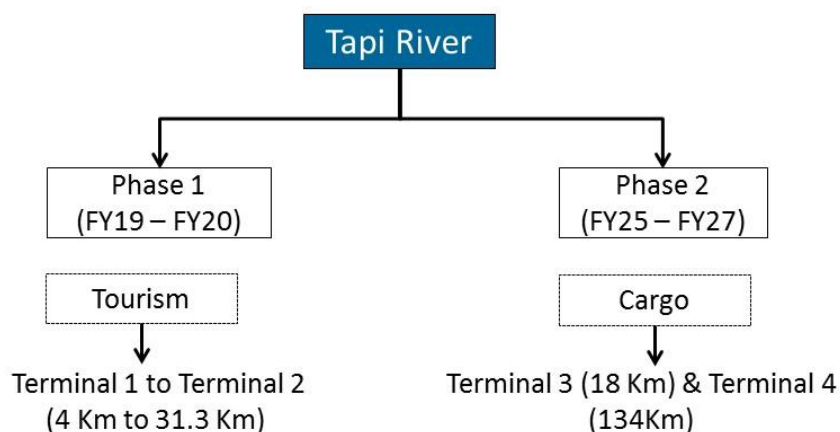 Tapi River
Phase 1
(FY19 – FY20)
Phase 2
(FY25 – FY27)
Tourism
Cargo
Terminal 1 to Terminal 2
(4 Km to 31.3 Km)
Terminal 3 (18 Km) & Terminal 4
(134Km)